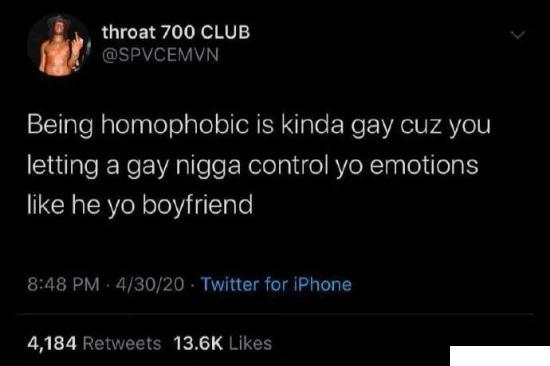 throat 700 CLUB
@SPVCEMVN
Being homophobic is kinda gay cuz you
letting a gay nigga control yo emotions
like he yo boyfriend
8:48 PM · 4/30/20 · Twitter for iPhone
4,184 Retweets 13.6K Likes